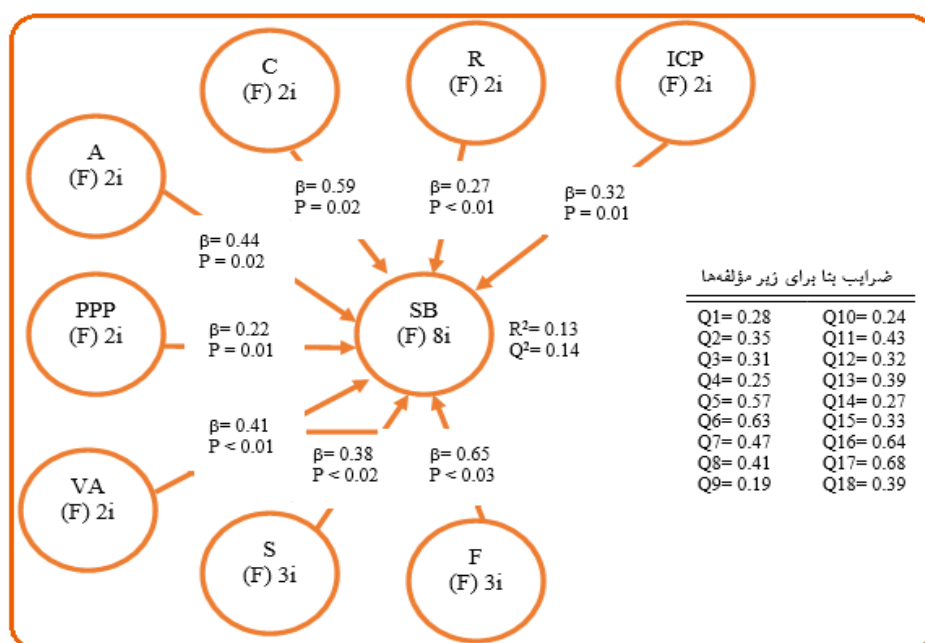 C
(F) 2i
R
(F) 2i
ICP
(F) 2i
A
(F) 2i
β= 0.59
P = 0.02
β= 0.27
P < 0.01
β= 0.32
P = 0.01
β= 0.44
P = 0.02
PPP
(F) 2i
β= 0.22
P = 0.01
SB
(F) 8i
R²= 0.13
Q²= 0.14
β= 0.41
P < 0.01
β= 0.38
P < 0.02
β= 0.65
P < 0.03
VA
(F) 2i
S
(F) 3i
F
(F) 3i
ضرایب بتا برای زیر مؤلفه‌ها
Q1= 0.28 Q10= 0.24
Q2= 0.35 Q11= 0.43
Q3= 0.31 Q12= 0.32
Q4= 0.25 Q13= 0.39
Q5= 0.57 Q14= 0.27
Q6= 0.63 Q15= 0.33
Q7= 0.47 Q16= 0.64
Q8= 0.41 Q17= 0.68
Q9= 0.19 Q18= 0.39